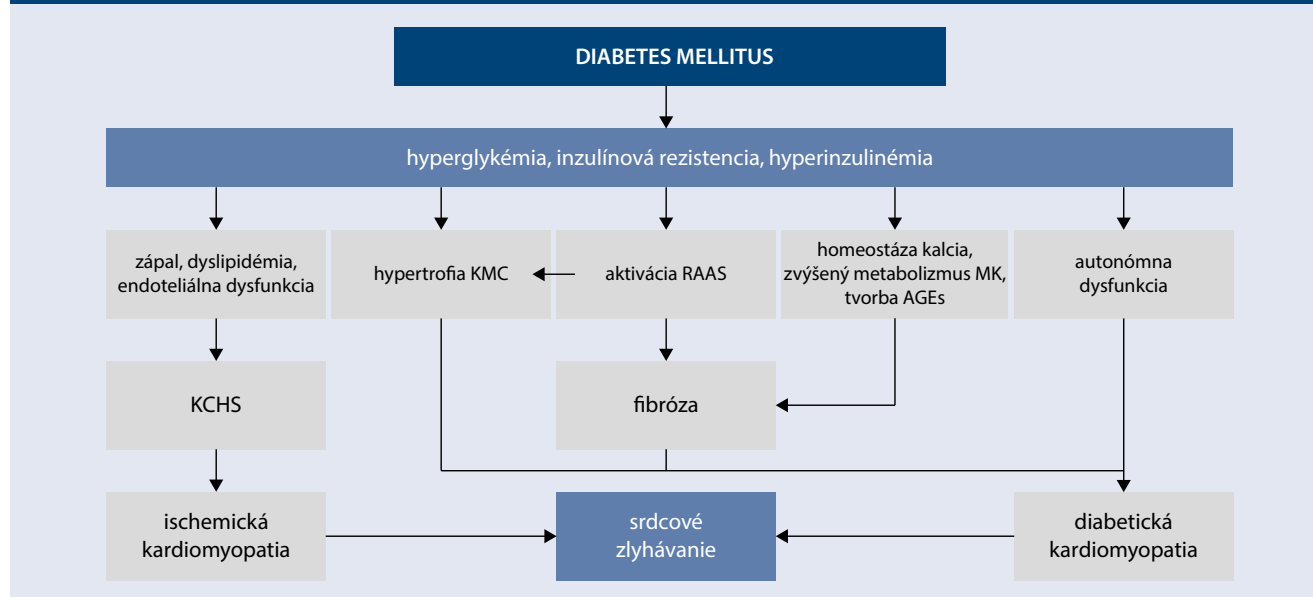 DIABETES MELLITUS
hyperglykémia, inzulínová rezistencia, hyperinzulinémia
zápal, dyslipidémia,
endoteliálna dysfunkcia
hypertrofia KMC
aktivácia RAAS
homeostáza kalcia,
zvýšený metabolizmus MK,
tvorba AGEs
autonómna
dysfunkcia
KCHS
fibróza
ischemická
kardiomyopatia
srdcové
zlyhávanie
diabetická
kardiomyopatia